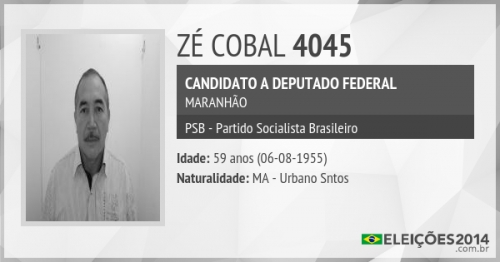 ZÉ COBAL 4045
CANDIDATO A DEPUTADO FEDERAL
MARANHÃO
PSB - Partido Socialista Brasileiro
Idade: 59 anos (06-08-1955)
Naturalidade: MA - Urbano Sntos
ELEIÇÕES2014
.com.br